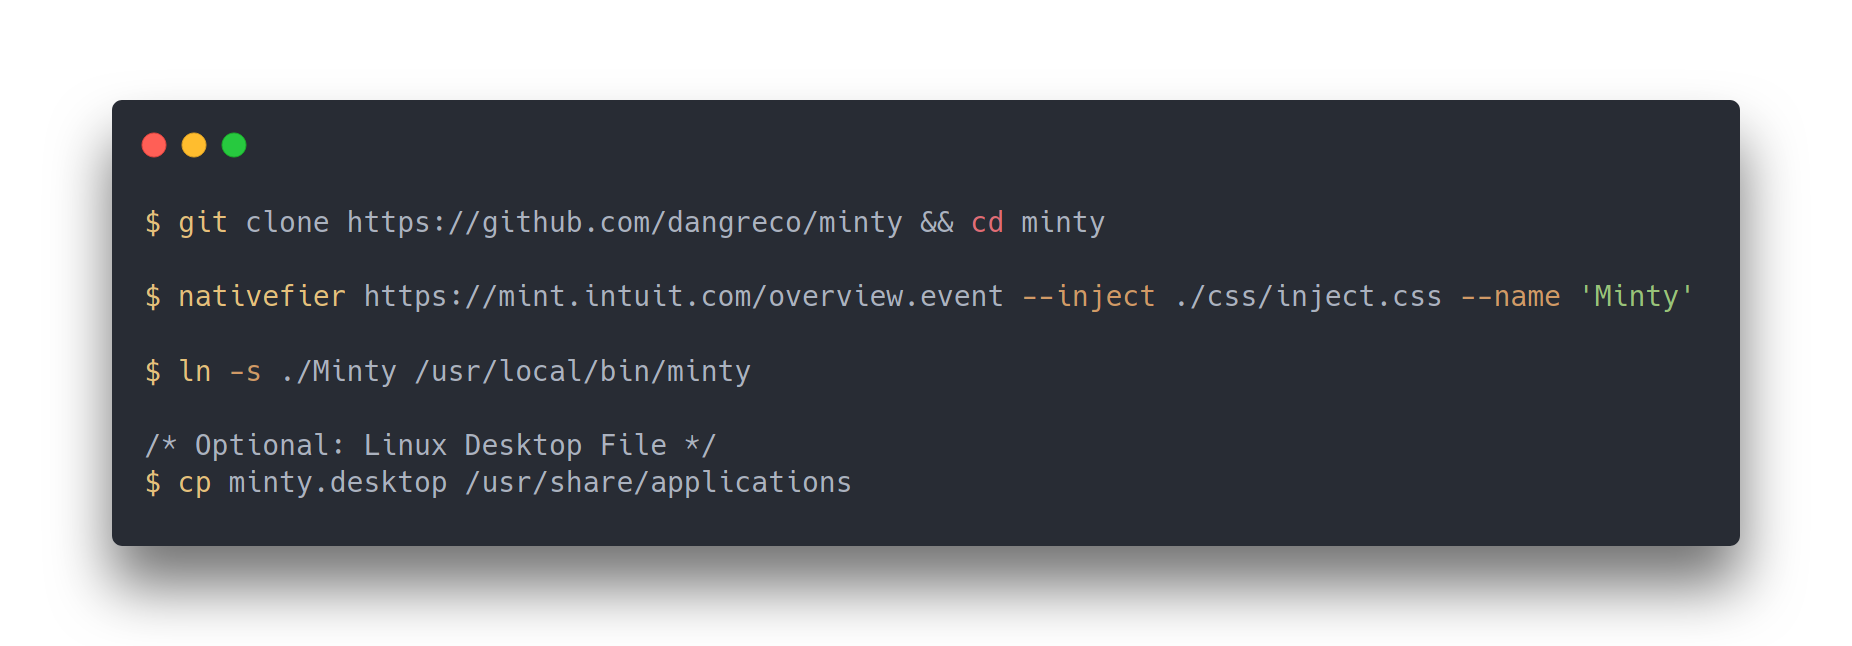 $ git clone https://github.com/dangreco/minty && cd minty
$ nativefier https://mint.intuit.com/overview.event --inject ./css/inject.css --name 'Minty'
$ ln -s ./Minty /usr/local/bin/minty
/* Optional: Linux Desktop File */
$ cp minty.desktop /usr/share/applications